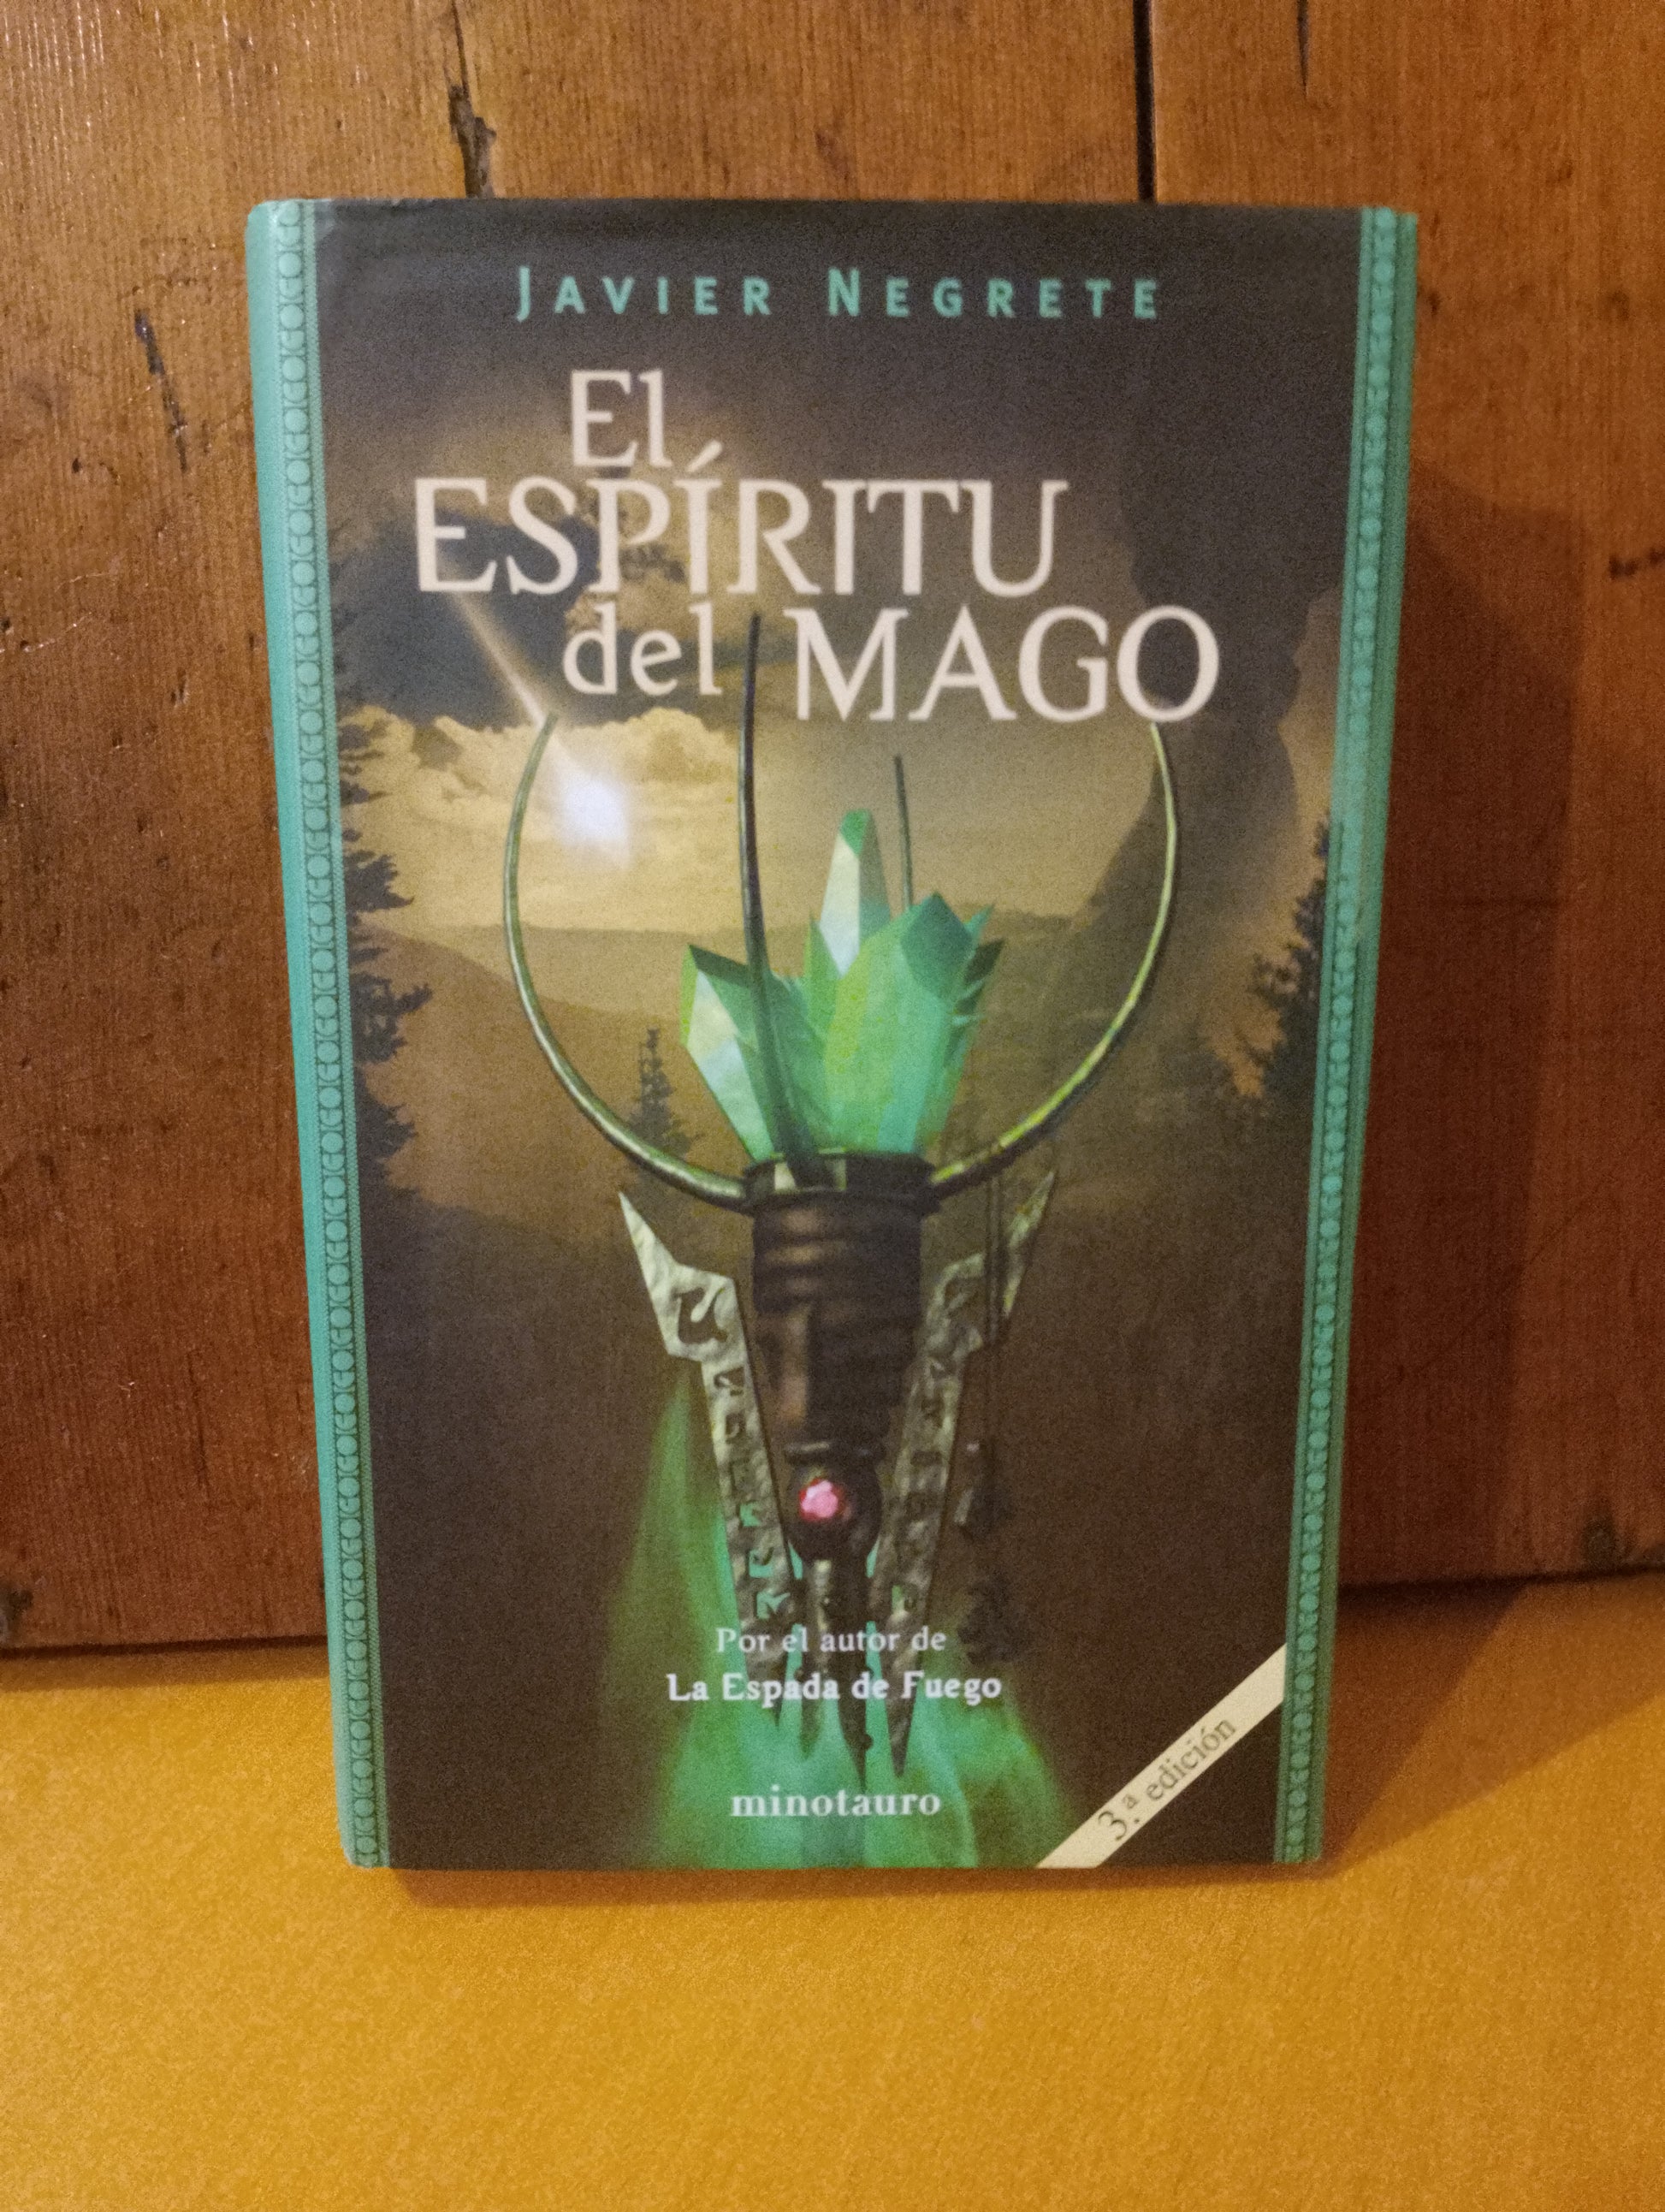 JAVIER NEGRETE
El
ESPÍRITU
del MAGO
Por el autor de
La Espada de Fuego
minotauro
3.ª edición